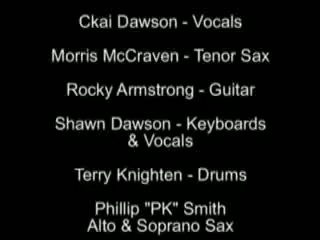 Ckai Dawson - Vocals
Morris McCraven - Tenor Sax
Rocky Armstrong - Guitar
Shawn Dawson - Keyboards
& Vocals
Terry Knighten - Drums
Phillip "PK" Smith
Alto & Soprano Sax